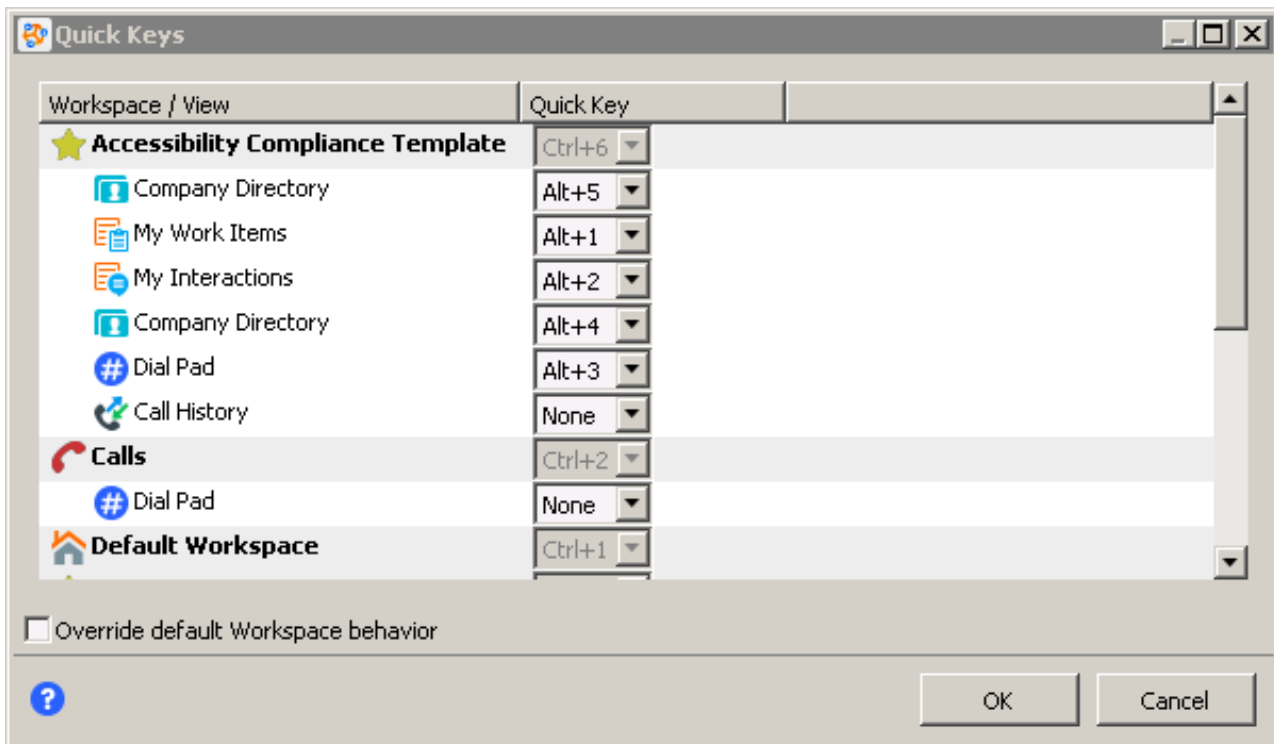 Quick Keys
Workspace / View Quick Key
Accessibility Compliance Template Ctrl+6
Company Directory Alt+5
My Work Items Alt+1
My Interactions Alt+2
Company Directory Alt+4
# Dial Pad Alt+3
Call History None
Calls Ctrl+2
# Dial Pad None
Default Workspace Ctrl+1
Override default Workspace behavior
? OK Cancel